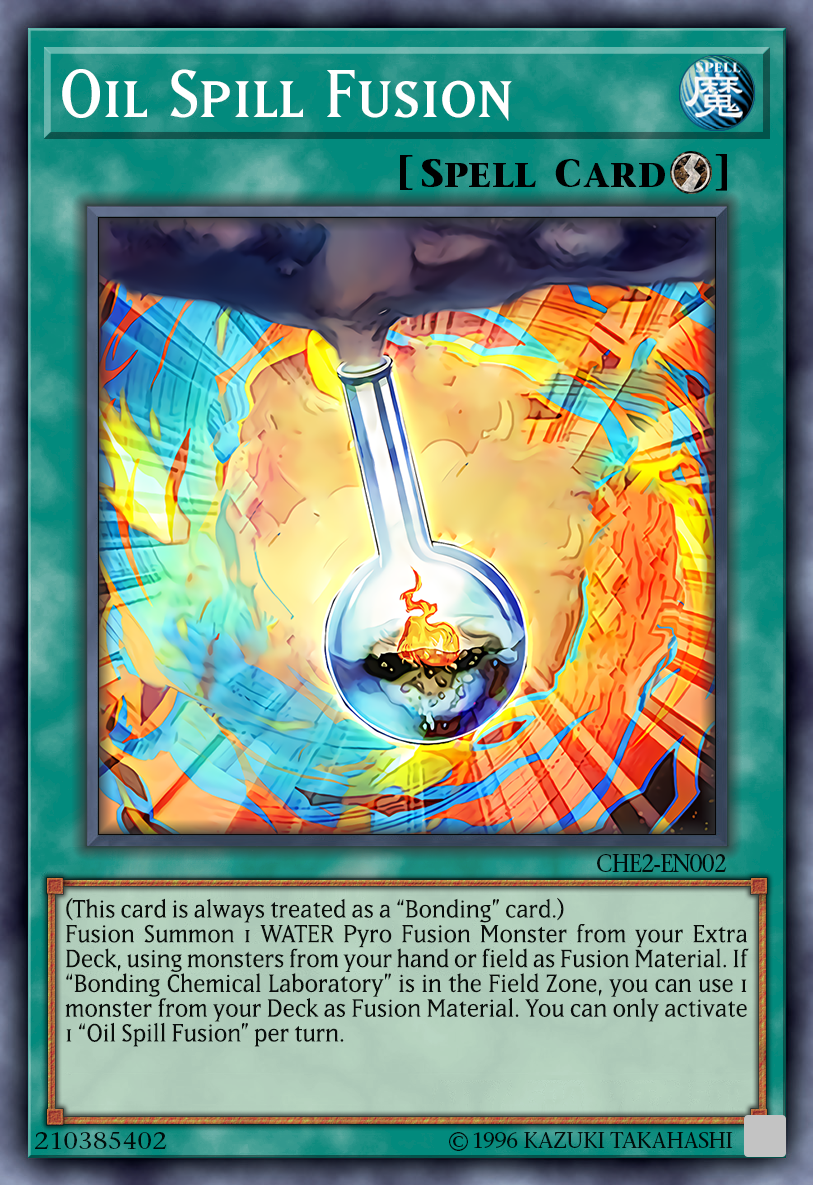 Oil Spill Fusion
SPELL
魔
[Spell Card]
CHE2-EN002
(This card is always treated as a “Bonding” card.)
Fusion Summon 1 WATER Pyro Fusion Monster from your Extra
Deck, using monsters from your hand or field as Fusion Material. If
“Bonding Chemical Laboratory” is in the Field Zone, you can use 1
monster from your Deck as Fusion Material. You can only activate
1 “Oil Spill Fusion” per turn.
210385402
© 1996 KAZUKI TAKAHASHI